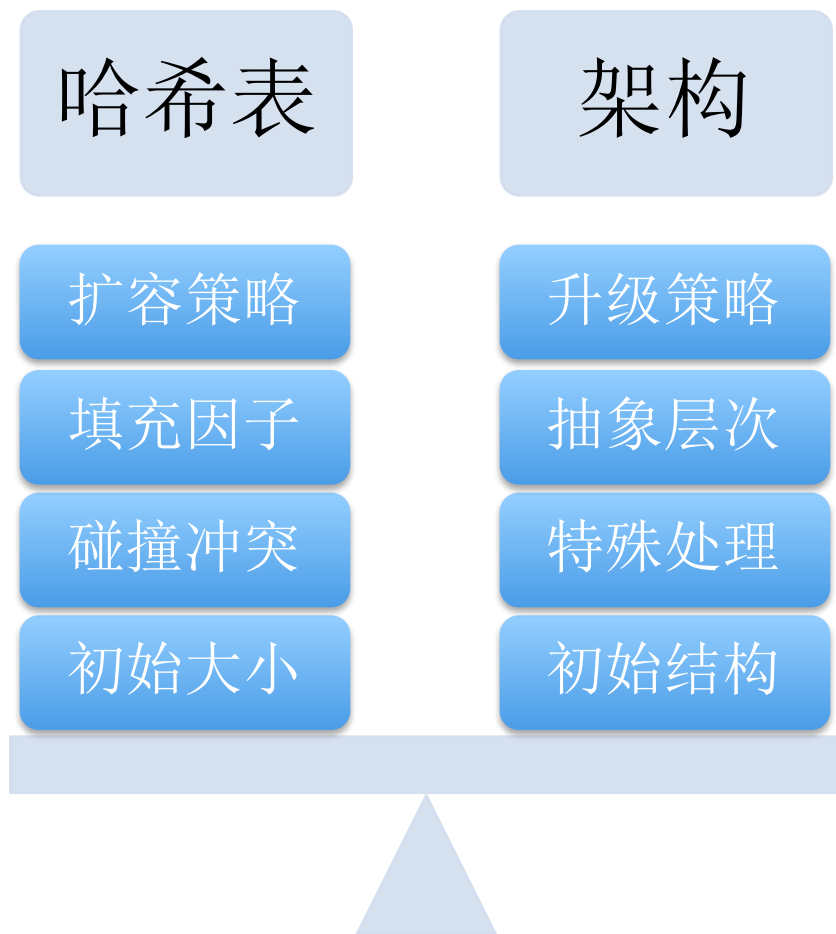 哈希表
架构
扩容策略
升级策略
填充因子
抽象层次
碰撞冲突
特殊处理
初始大小
初始结构